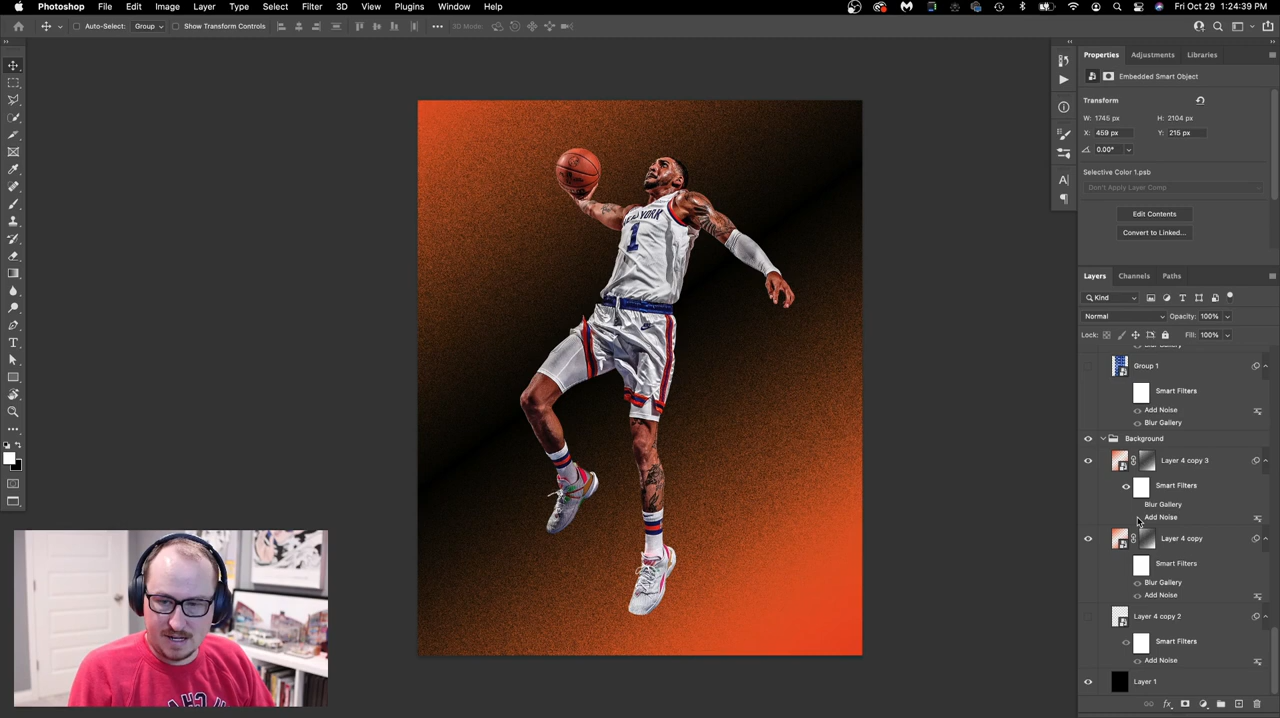 Photoshop File Edit Image Layer Type Select Filter 3D View Plugins Window Help
Fri Oct 29 1:24:39 PM
Auto-Select: Group Show Transform Controls 3D Mode:
Properties Adjustments Libraries
Embedded Smart Object
Transform
W: 1745 px H: 2104 px
X: 459 px Y: 215 px
0.00°
Selective Color 1.psb
Don't Apply Layer Comp
Edit Contents
Convert to Linked...
Layers Channels Paths
Kind
Normal Opacity: 100%
Lock: Fill: 100%
Blur Gallery
Group 1
Smart Filters
Add Noise
Blur Gallery
Background
Layer 4 copy 3
Smart Filters
Blur Gallery
Add Noise
Layer 4 copy
Smart Filters
Blur Gallery
Add Noise
Layer 4 copy 2
Smart Filters
Add Noise
Layer 1
NEW YORK
1